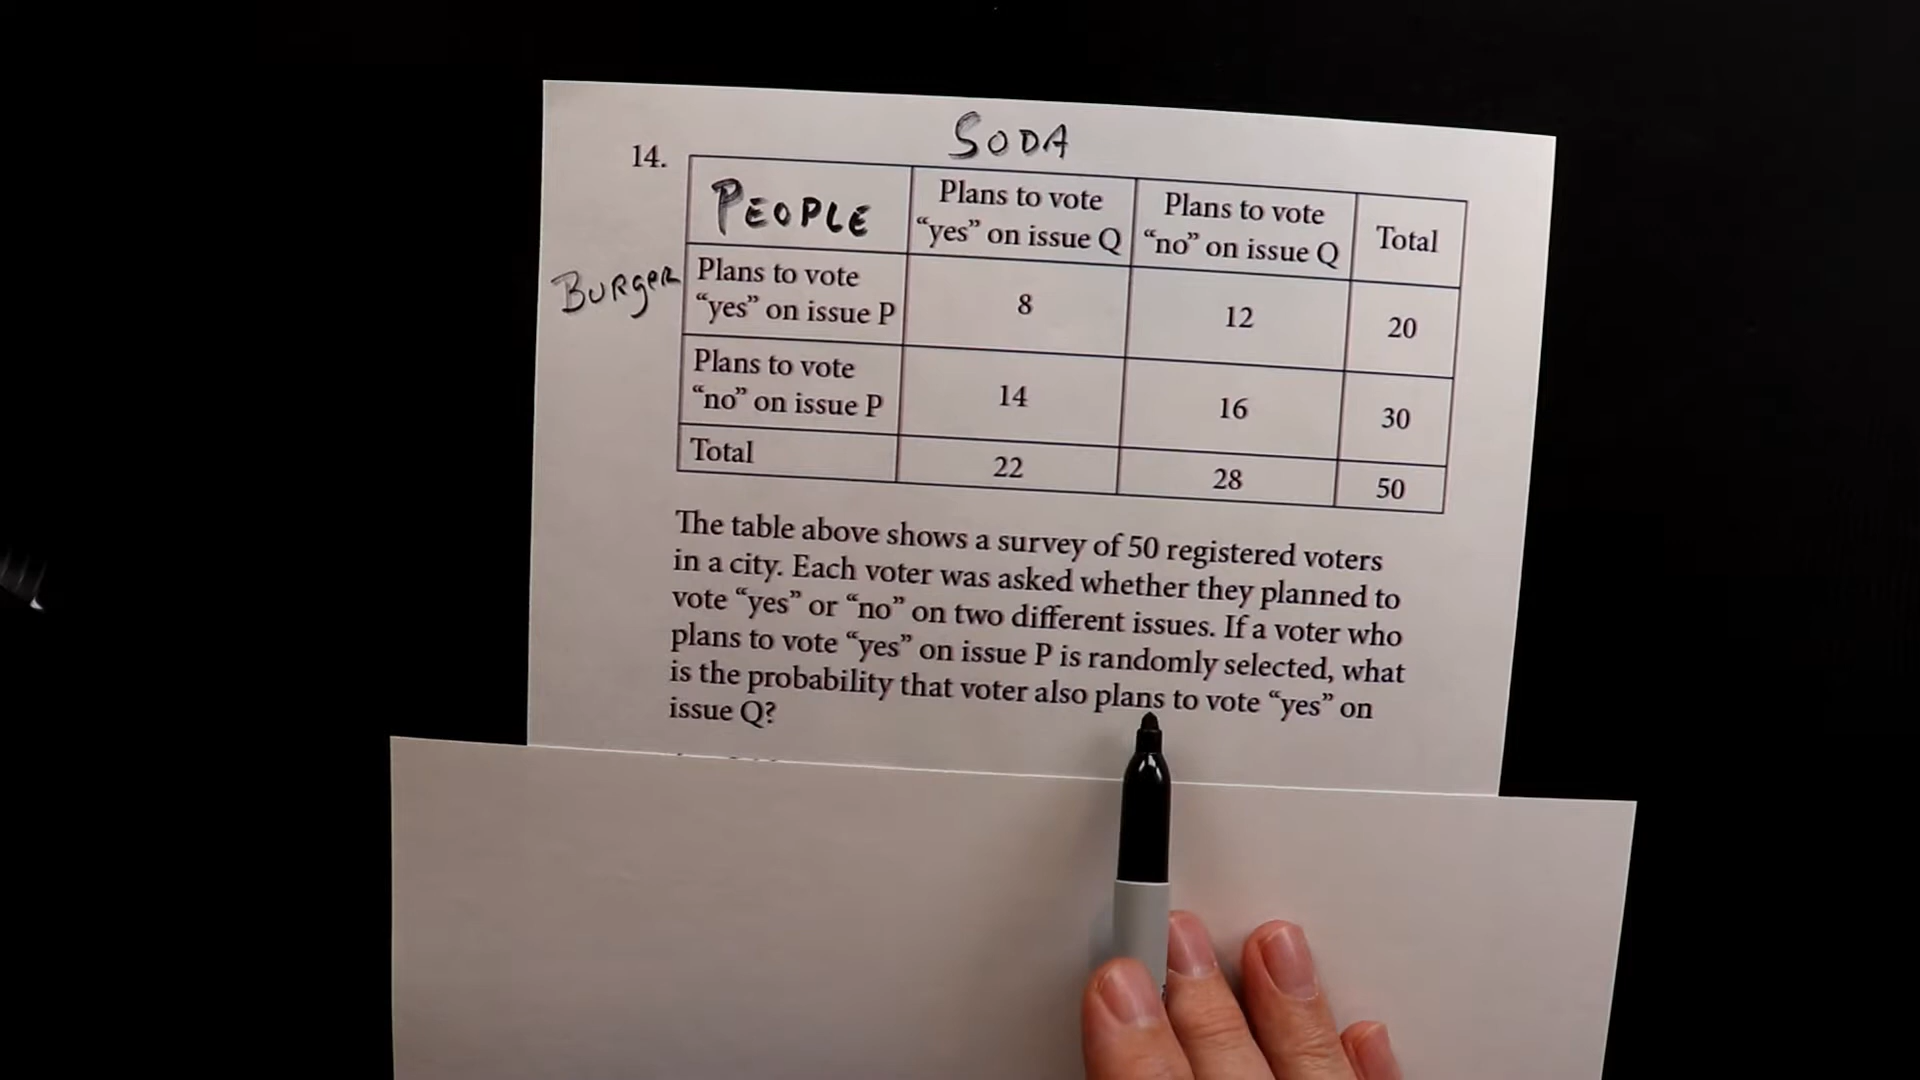 SODA
14.
PEOPLE
Plans to vote
"yes" on issue Q
Plans to vote
"no" on issue Q
Total
Burger
Plans to vote
"yes" on issue P
8
12
20
Plans to vote
"no" on issue P
14
16
30
Total
22
28
50
The table above shows a survey of 50 registered voters
in a city. Each voter was asked whether they planned to
vote "yes" or "no" on two different issues. If a voter who
plans to vote "yes" on issue P is randomly selected, what
is the probability that voter also plans to vote "yes" on
issue Q?